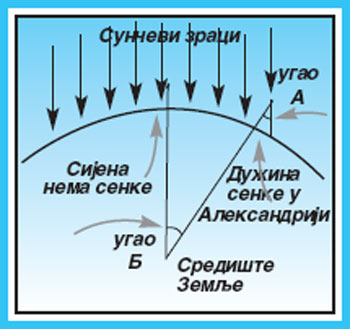 Сунчеви зраци
угао
А
Сијена
нема сенке
Дужина
сенке у
Александрији
угао
Б
Средиште
Земље